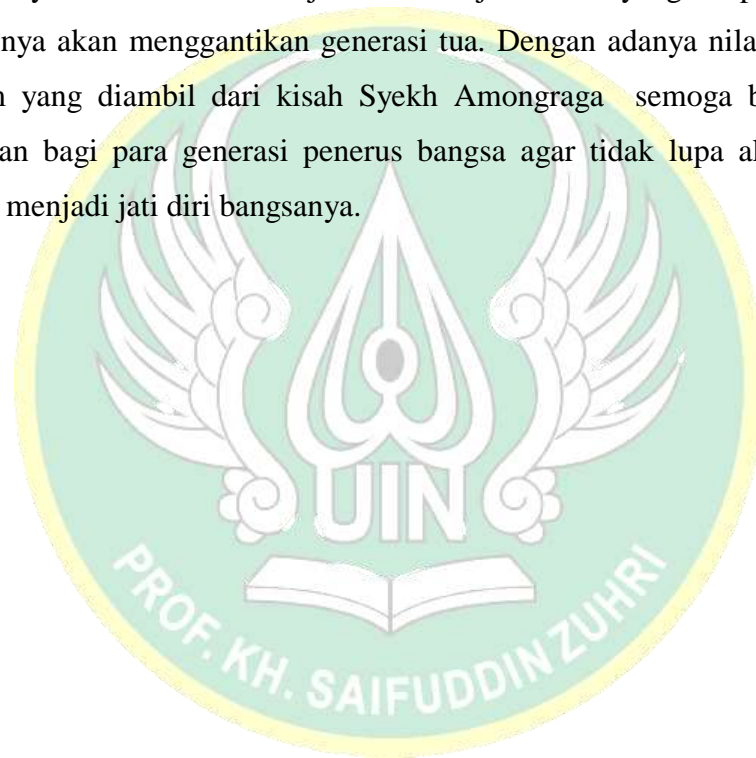 nya akan menggantikan generasi tua. Dengan adanya nila
yang diambil dari kisah Syekh Amongraga semoga b
an bagi para generasi penerus bangsa agar tidak lupa a
menjadi jati diri bangsanya.
UIN
PROF. KH. SAIFUDDIN ZUHRI